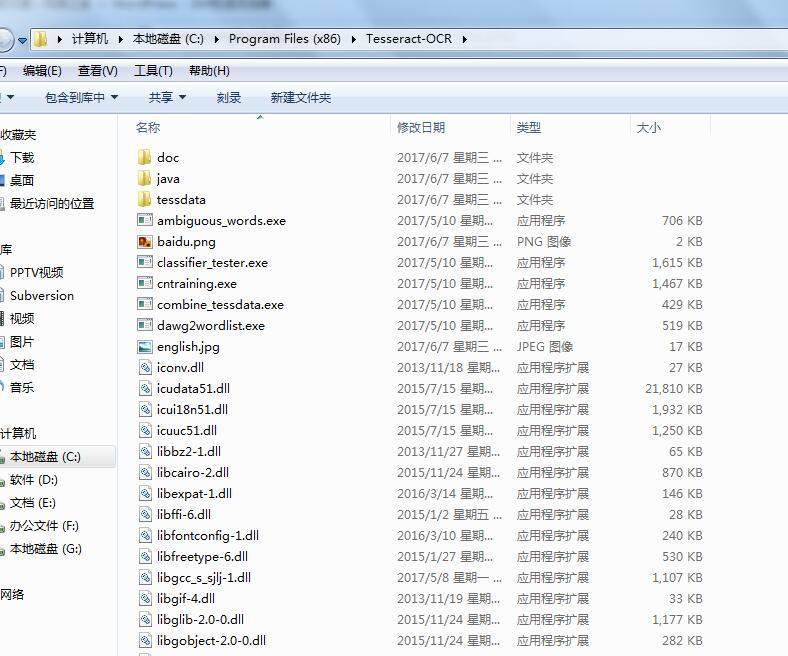 计算机 本地磁盘 (C:) Program Files (x86) Tesseract-OCR
编辑(E) 查看(V) 工具(T) 帮助(H)
包含到库中 共享 刻录 新建文件夹
名称 修改日期 类型 大小
收藏夹
下载
桌面
最近访问的位置
库
PPTV视频
Subversion
视频
图片
文档
音乐
计算机
本地磁盘 (C:)
软件 (D:)
文档 (E:)
办公文件 (F:)
本地磁盘 (G:)
网络
doc 2017/6/7 星期三 ... 文件夹
java 2017/6/7 星期三 ... 文件夹
tessdata 2017/6/7 星期三 ... 文件夹
ambiguous_words.exe 2017/5/10 星期... 应用程序 706 KB
baidu.png 2017/6/7 星期三 ... PNG 图像 2 KB
classifier_tester.exe 2017/5/10 星期... 应用程序 1,615 KB
cntraining.exe 2017/5/10 星期... 应用程序 1,467 KB
combine_tessdata.exe 2017/5/10 星期... 应用程序 429 KB
dawg2wordlist.exe 2017/5/10 星期... 应用程序 519 KB
english.jpg 2017/6/7 星期三 ... JPEG 图像 17 KB
iconv.dll 2013/11/18 星期... 应用程序扩展 27 KB
icudata51.dll 2015/7/15 星期... 应用程序扩展 21,810 KB
icui18n51.dll 2015/7/15 星期... 应用程序扩展 1,932 KB
icuuc51.dll 2015/7/15 星期... 应用程序扩展 1,250 KB
libbz2-1.dll 2013/11/27 星期... 应用程序扩展 65 KB
libcairo-2.dll 2015/11/24 星期... 应用程序扩展 870 KB
libexpat-1.dll 2016/3/14 星期... 应用程序扩展 146 KB
libffi-6.dll 2015/1/2 星期五 ... 应用程序扩展 28 KB
libfontconfig-1.dll 2016/3/10 星期... 应用程序扩展 240 KB
libfreetype-6.dll 2015/1/27 星期... 应用程序扩展 530 KB
libgcc_s_sjlj-1.dll 2017/5/8 星期一 ... 应用程序扩展 1,107 KB
libgif-4.dll 2013/11/19 星期... 应用程序扩展 33 KB
libglib-2.0-0.dll 2015/11/24 星期... 应用程序扩展 1,177 KB
libgobject-2.0-0.dll 2015/11/24 星期... 应用程序扩展 282 KB